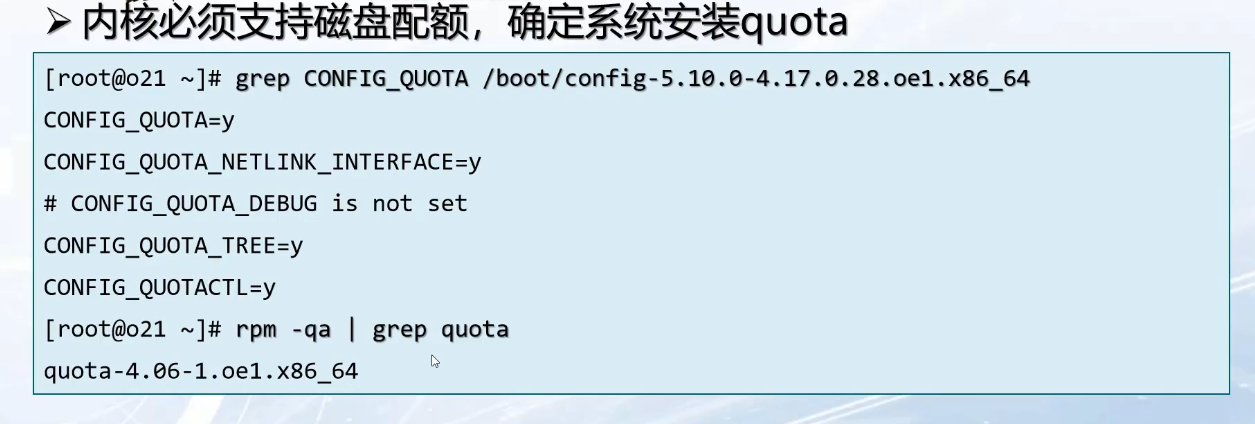 ➢ 内核必须支持磁盘配额，确定系统安装quota
[root@o21 ~]# grep CONFIG_QUOTA /boot/config-5.10.0-4.17.0.28.oe1.x86_64
CONFIG_QUOTA=y
CONFIG_QUOTA_NETLINK_INTERFACE=y
# CONFIG_QUOTA_DEBUG is not set
CONFIG_QUOTA_TREE=y
CONFIG_QUOTACTL=y
[root@o21 ~]# rpm -qa | grep quota
quota-4.06-1.oe1.x86_64